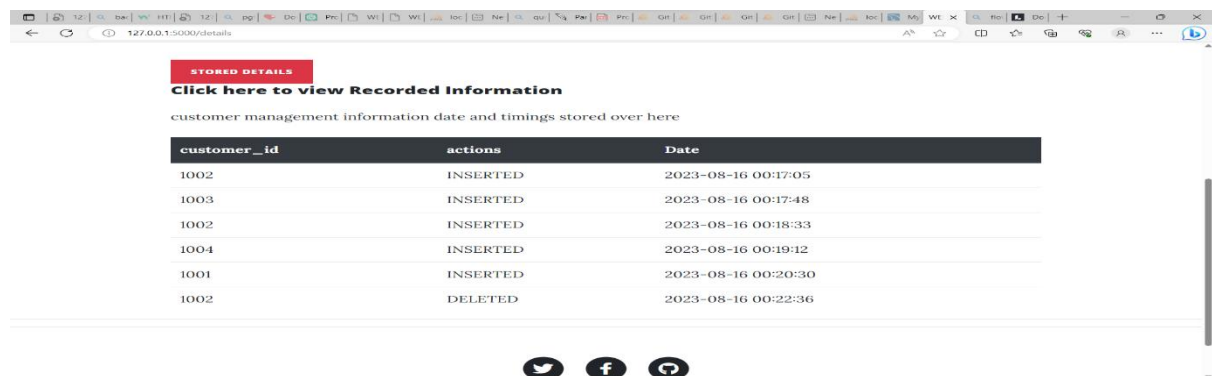 127.0.0.1:5000/details
STORED DETAILS
Click here to view Recorded Information
customer management information date and timings stored over here
customer_id actions Date
1002 INSERTED 2023-08-16 00:17:05
1003 INSERTED 2023-08-16 00:17:48
1002 INSERTED 2023-08-16 00:18:33
1004 INSERTED 2023-08-16 00:19:12
1001 INSERTED 2023-08-16 00:20:30
1002 DELETED 2023-08-16 00:22:36